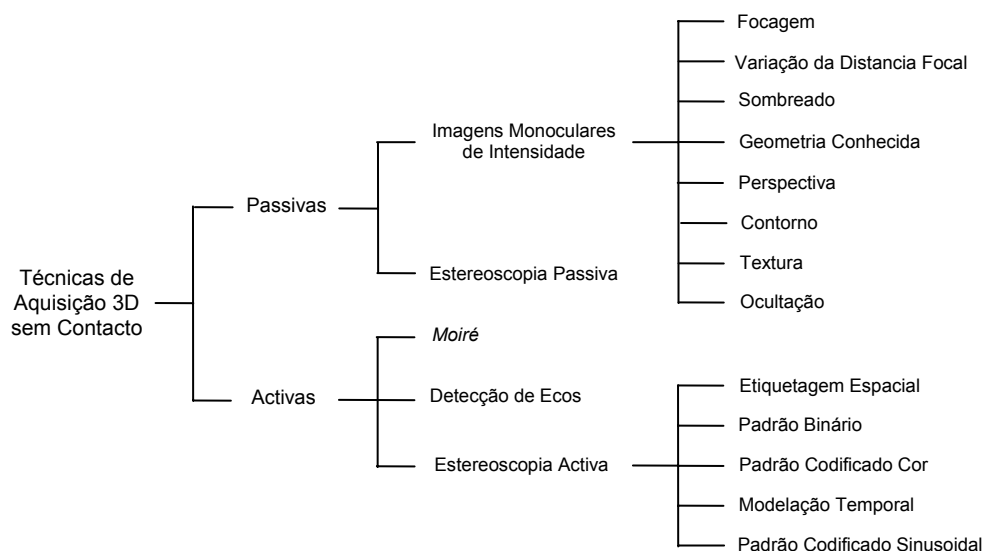 Técnicas de
Aquisição 3D
sem Contacto
Passivas
Imagens Monoculares
de Intensidade
Focagem
Variação da Distancia Focal
Sombreado
Geometria Conhecida
Perspectiva
Contorno
Textura
Ocultação
Estereoscopia Passiva
Activas
Moiré
Detecção de Ecos
Estereoscopia Activa
Etiquetagem Espacial
Padrão Binário
Padrão Codificado Cor
Modelação Temporal
Padrão Codificado Sinusoidal